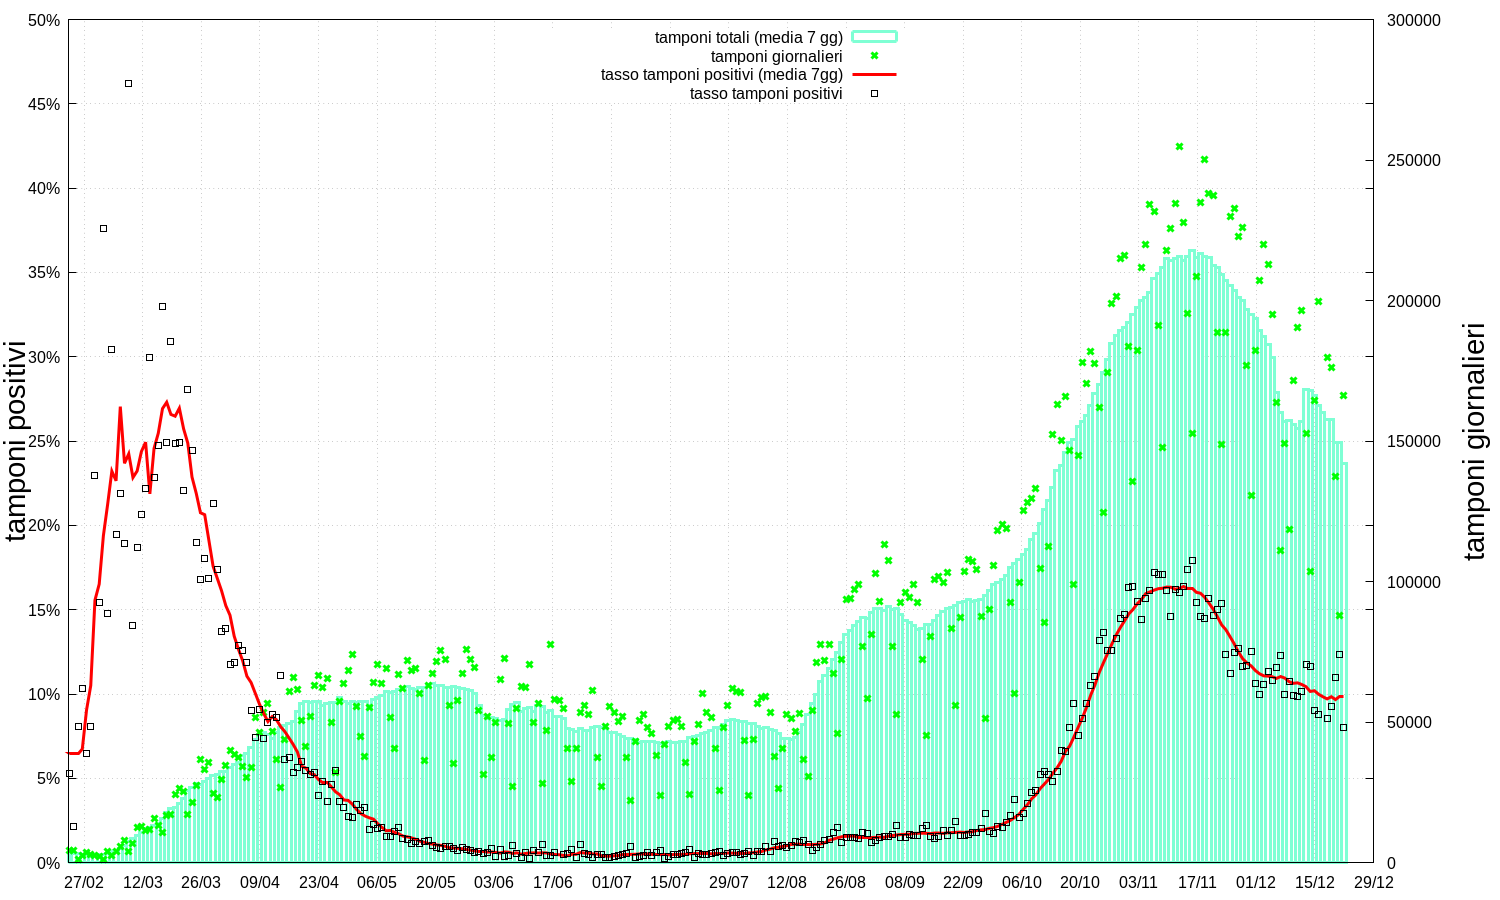 tamponi totali (media 7 gg)
tamponi giornalieri
tasso tamponi positivi (media 7gg)
tasso tamponi positivi
50%
45%
40%
35%
30%
25%
20%
15%
10%
5%
0%
tamponi positivi
300000
250000
200000
150000
100000
50000
0
tamponi giornalieri
27/02 12/03 26/03 09/04 23/04 06/05 20/05 03/06 17/06 01/07 15/07 29/07 12/08 26/08 08/09 22/09 06/10 20/10 03/11 17/11 01/12 15/12 29/12